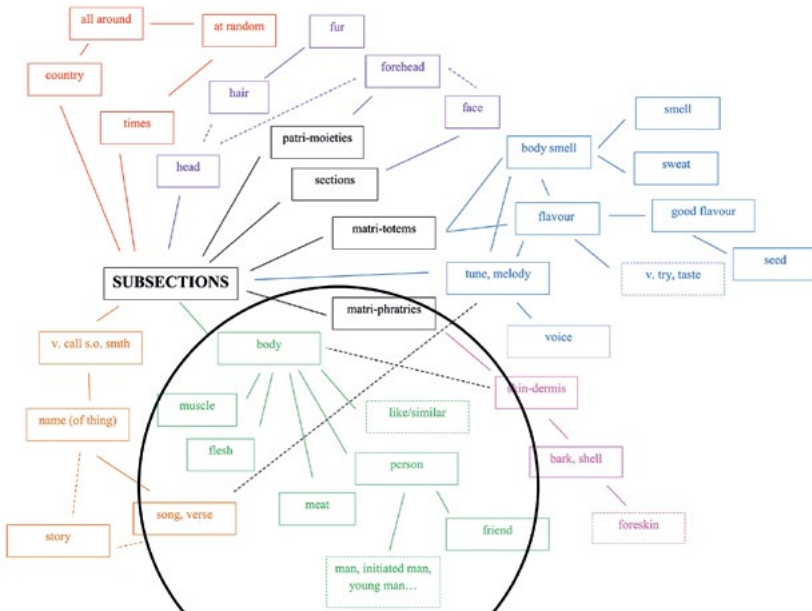 all around
at random
fur
country
forehead
hair
face
smell
times
patri-moieties
body smell
head
sections
sweat
matri-totems
flavour
good flavour
SUBSECTIONS
tune, melody
v. try, taste
seed
matri-phratries
v. call s.o. smth
body
voice
skin-dermis
muscle
like/similar
name (of thing)
flesh
person
bark, shell
meat
song, verse
foreskin
story
friend
man, initiated man,
young man…